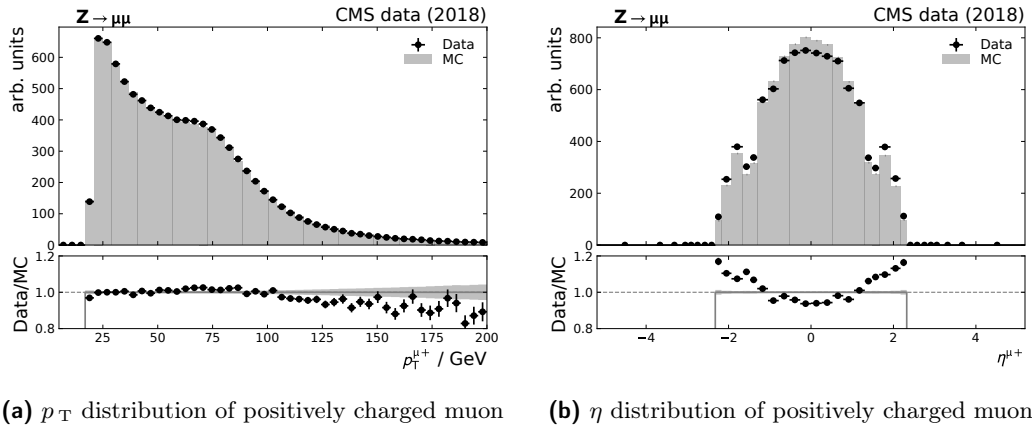 Z → μμ CMS data (2018)
arb. units
Data
MC
600
500
400
300
200
100
0
Data/MC
1.2
1.0
0.8
25 50 75 100 125 150 175 200
p_T^μ+ / GeV
(a) p T distribution of positively charged muon
Z → μμ CMS data (2018)
arb. units
Data
MC
800
600
400
200
0
Data/MC
1.2
1.0
0.8
−4 −2 0 2 4
η^μ+
(b) η distribution of positively charged muon